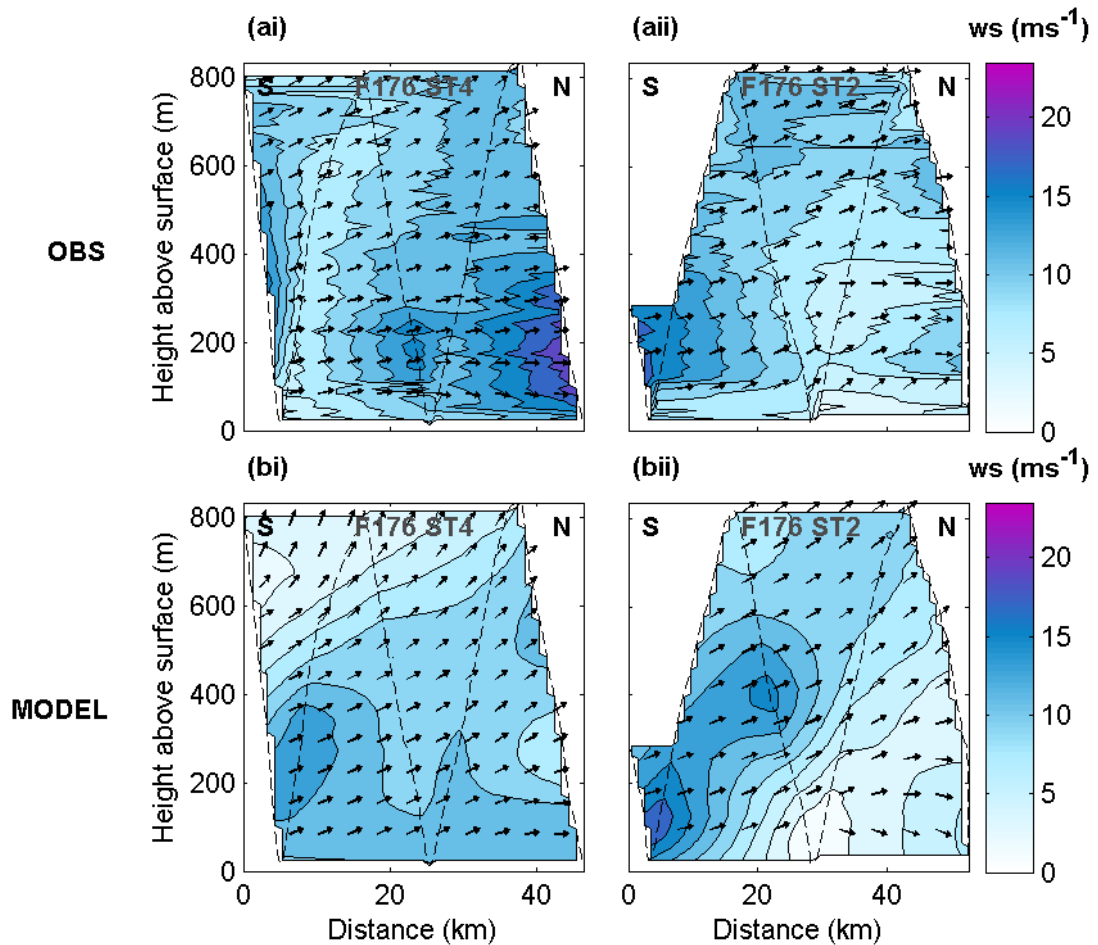 (ai) (aii) ws (ms⁻¹)
800 S F176 ST4 N S F176 ST2 N
20
600
15
OBS Height above surface (m) 400
10
200
5
0 0
(bi) (bii) ws (ms⁻¹)
800 S F176 ST4 N S F176 ST2 N
20
600
15
MODEL Height above surface (m) 400
10
200
5
0 0
0 20 40 0 20 40
Distance (km) Distance (km)